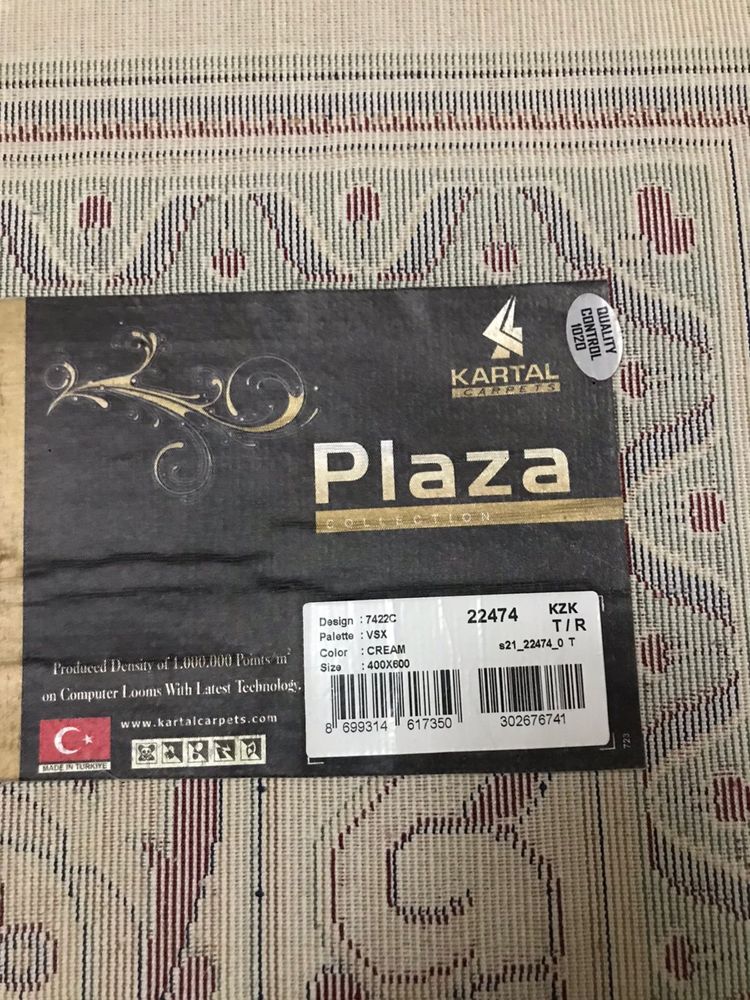 QUALITY
CONTROL
1020
KARTAL
CARPETS
Plaza
COLLECTION
Design : 7422C
Palette : VSX
Color : CREAM
Size : 400X600
22474
KZK
T / R
s21_22474_0 T
8 699314 617350
302676741
Produced Density of 1.000.000 Points/m²
on Computer Looms With Latest Technology.
www.kartalcarpets.com
MADE IN TURKIYE
723